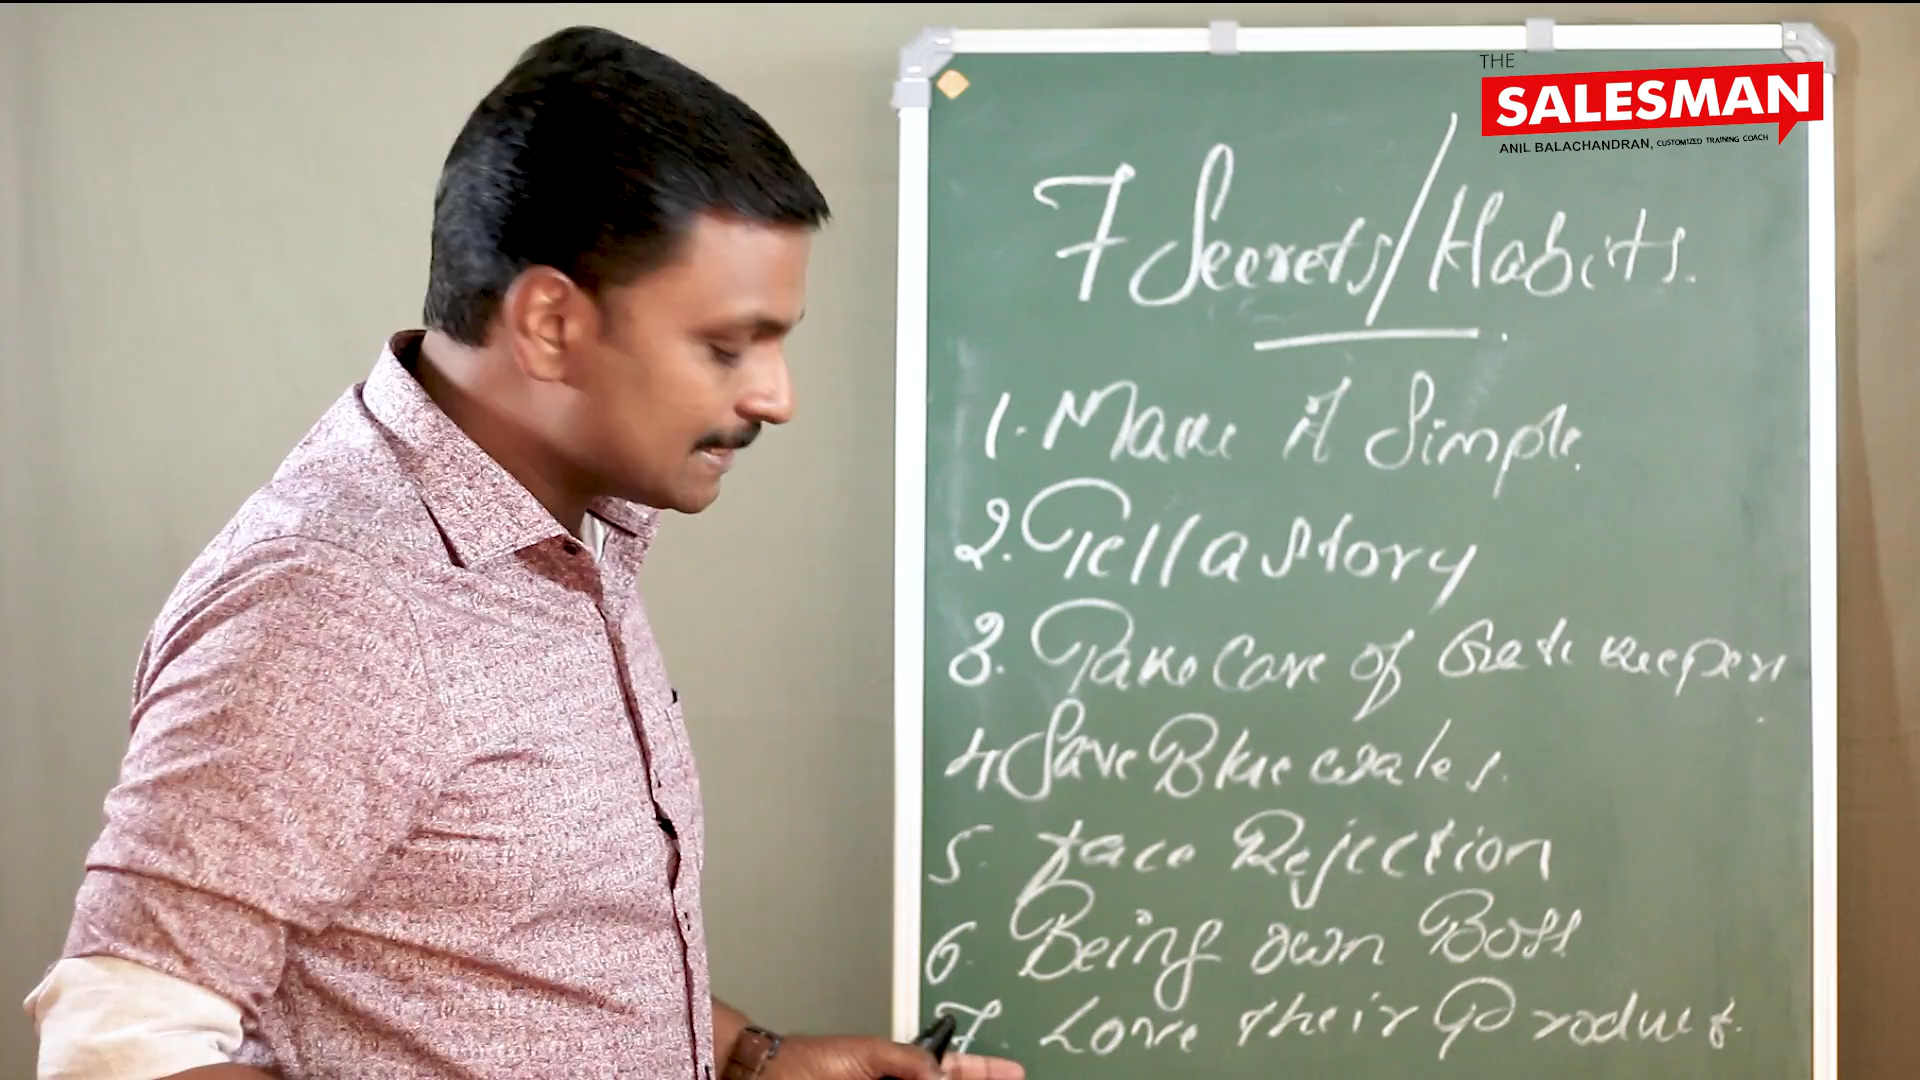 THE
SALESMAN
ANIL BALACHANDRAN, CUSTOMIZED TRAINING COACH
7 Secrets/Habits.
1. Make it Simple.
2. Tell a Story
3. Take Care of Gate keepers
4 Save Blue wales.
5. face Rejection
6. Being own Boss
7. Love their Product.